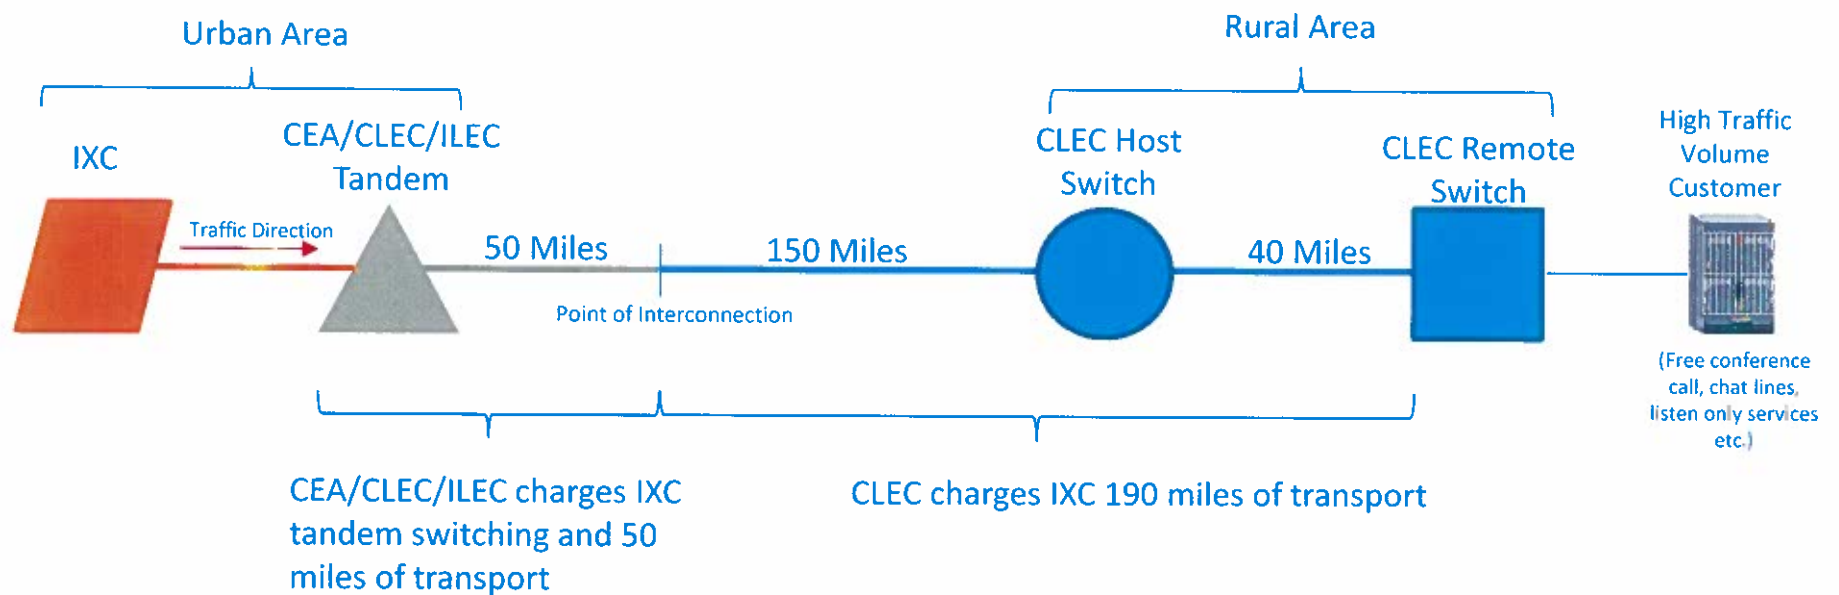 Urban Area
Rural Area
IXC
CEA/CLEC/ILEC
Tandem
CLEC Host
Switch
CLEC Remote
Switch
High Traffic
Volume
Customer
Traffic Direction
50 Miles
150 Miles
40 Miles
Point of Interconnection
(Free conference
call, chat lines,
listen only services
etc.)
CEA/CLEC/ILEC charges IXC
tandem switching and 50
miles of transport
CLEC charges IXC 190 miles of transport